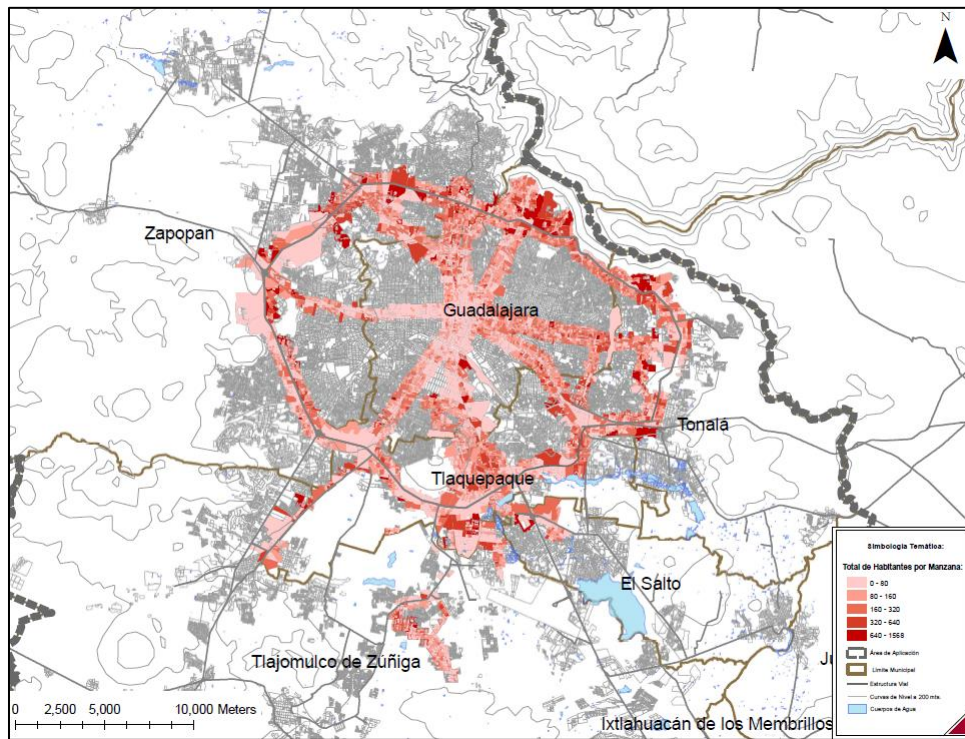 N
Zapopan
Guadalajara
Tonalá
Tlaquepaque
El Salto
Tlajomulco de Zúñiga
Ixtlahuacán de los Membrillos
0 2,500 5,000 10,000 Meters
Simbología Temática:
Total de Habitantes por Manzana:
0 - 80
80 - 160
160 - 320
320 - 640
640 - 1568
Área de Aplicación
Límite Municipal
Estructura Vial
Curvas de Nivel a 200 mts.
Cuerpos de Agua